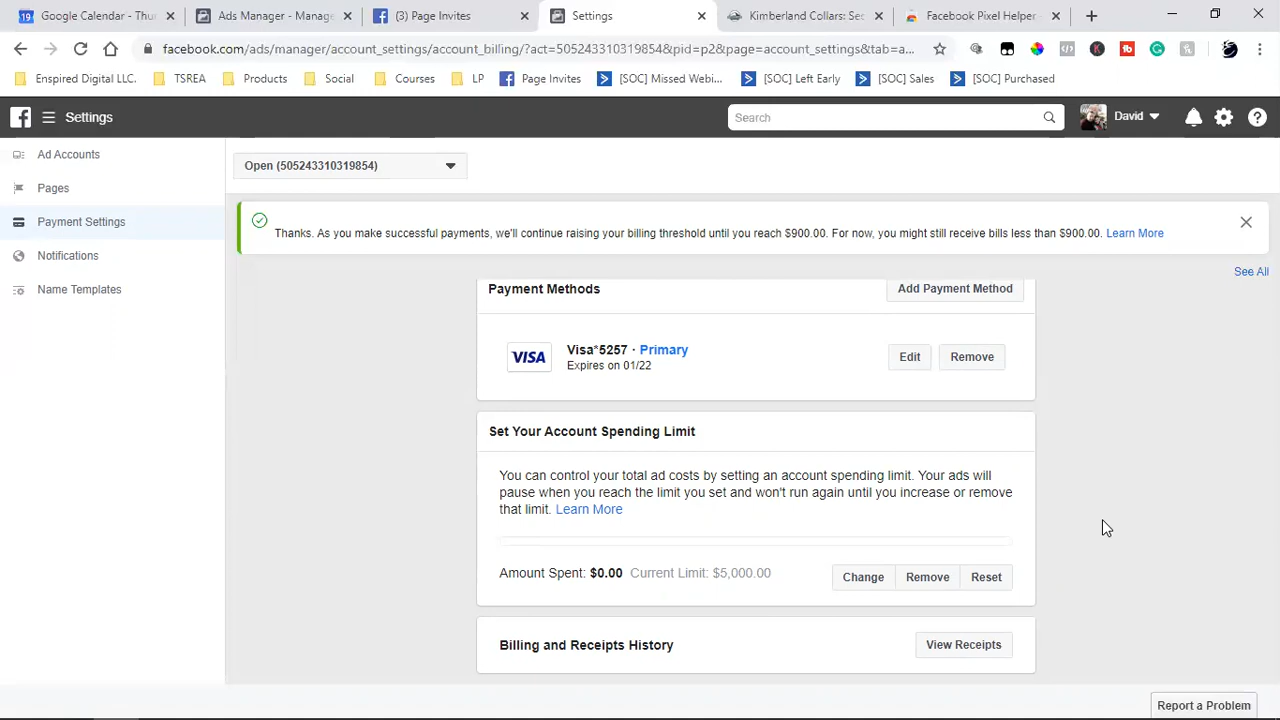 19 Google Calendar - Thu
Ads Manager - Manage
(3) Page Invites
Settings
Kimberland Collars: Sec
Facebook Pixel Helper -
facebook.com/ads/manager/account_settings/account_billing/?act=505243310319854&pid=p2&page=account_settings&tab=a...
Enspired Digital LLC.
TSREA
Products
Social
Courses
LP
Page Invites
[SOC] Missed Webi...
[SOC] Left Early
[SOC] Sales
[SOC] Purchased
Settings
Search
David
Ad Accounts
Pages
Payment Settings
Notifications
Name Templates
Open (505243310319854)
Thanks. As you make successful payments, we'll continue raising your billing threshold until you reach $900.00. For now, you might still receive bills less than $900.00. Learn More
See All
Payment Methods
Add Payment Method
VISA
Visa*5257 · Primary
Expires on 01/22
Edit
Remove
Set Your Account Spending Limit
You can control your total ad costs by setting an account spending limit. Your ads will
pause when you reach the limit you set and won't run again until you increase or remove
that limit. Learn More
Amount Spent: $0.00 Current Limit: $5,000.00
Change
Remove
Reset
Billing and Receipts History
View Receipts
Report a Problem